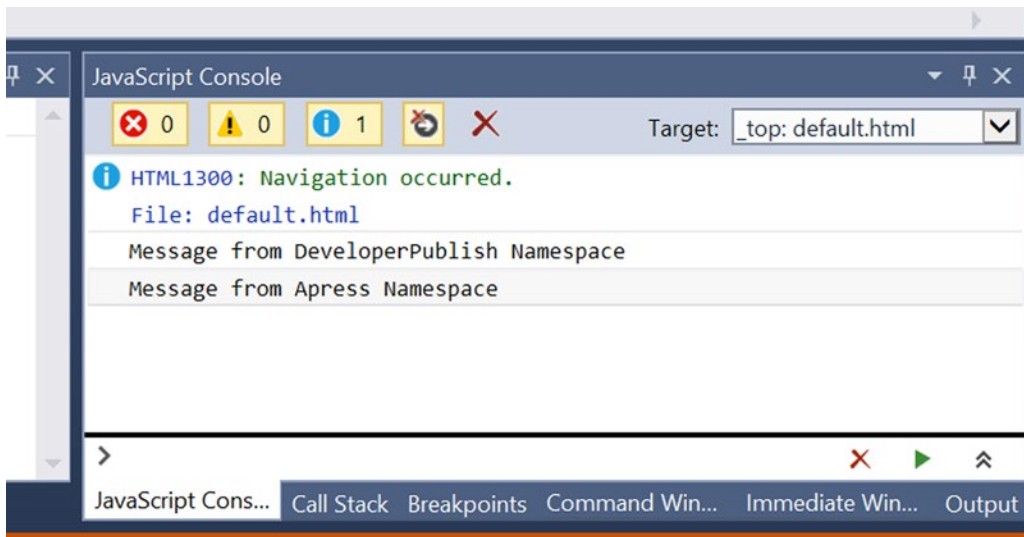 JavaScript Console
0 0 1 Target: _top: default.html
HTML1300: Navigation occurred.
File: default.html
Message from DeveloperPublish Namespace
Message from Apress Namespace
JavaScript Cons... Call Stack Breakpoints Command Win... Immediate Win... Output